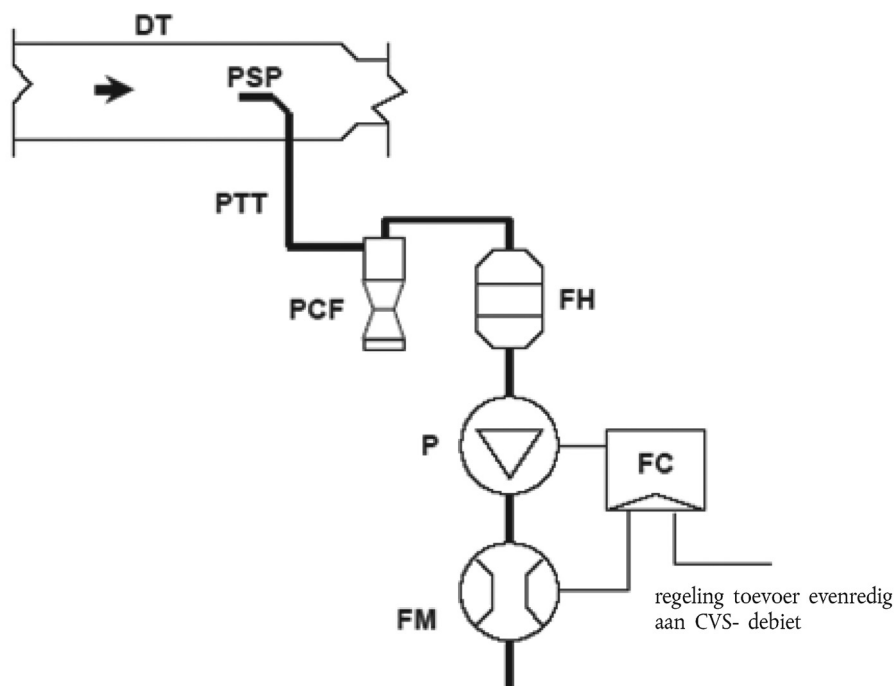 DT
PSP
PTT
PCF
FH
P
FC
FM
regeling toevoer evenredig
aan CVS- debiet